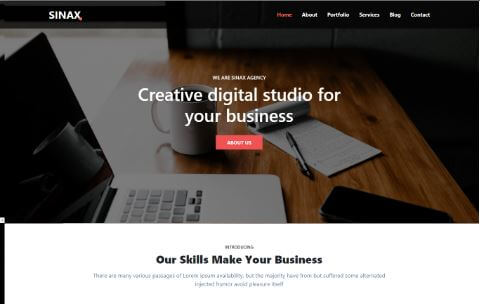 SINAX
Home About Portfolio Services Blog Contact
WE ARE SINAX AGENCY
Creative digital studio for
your business
ABOUT US
INTRODUCING
Our Skills Make Your Business
There are many various passages of Lorem ipsum availability, but the majority have from but suffered some alternated
injected humor avoid pleasure itself